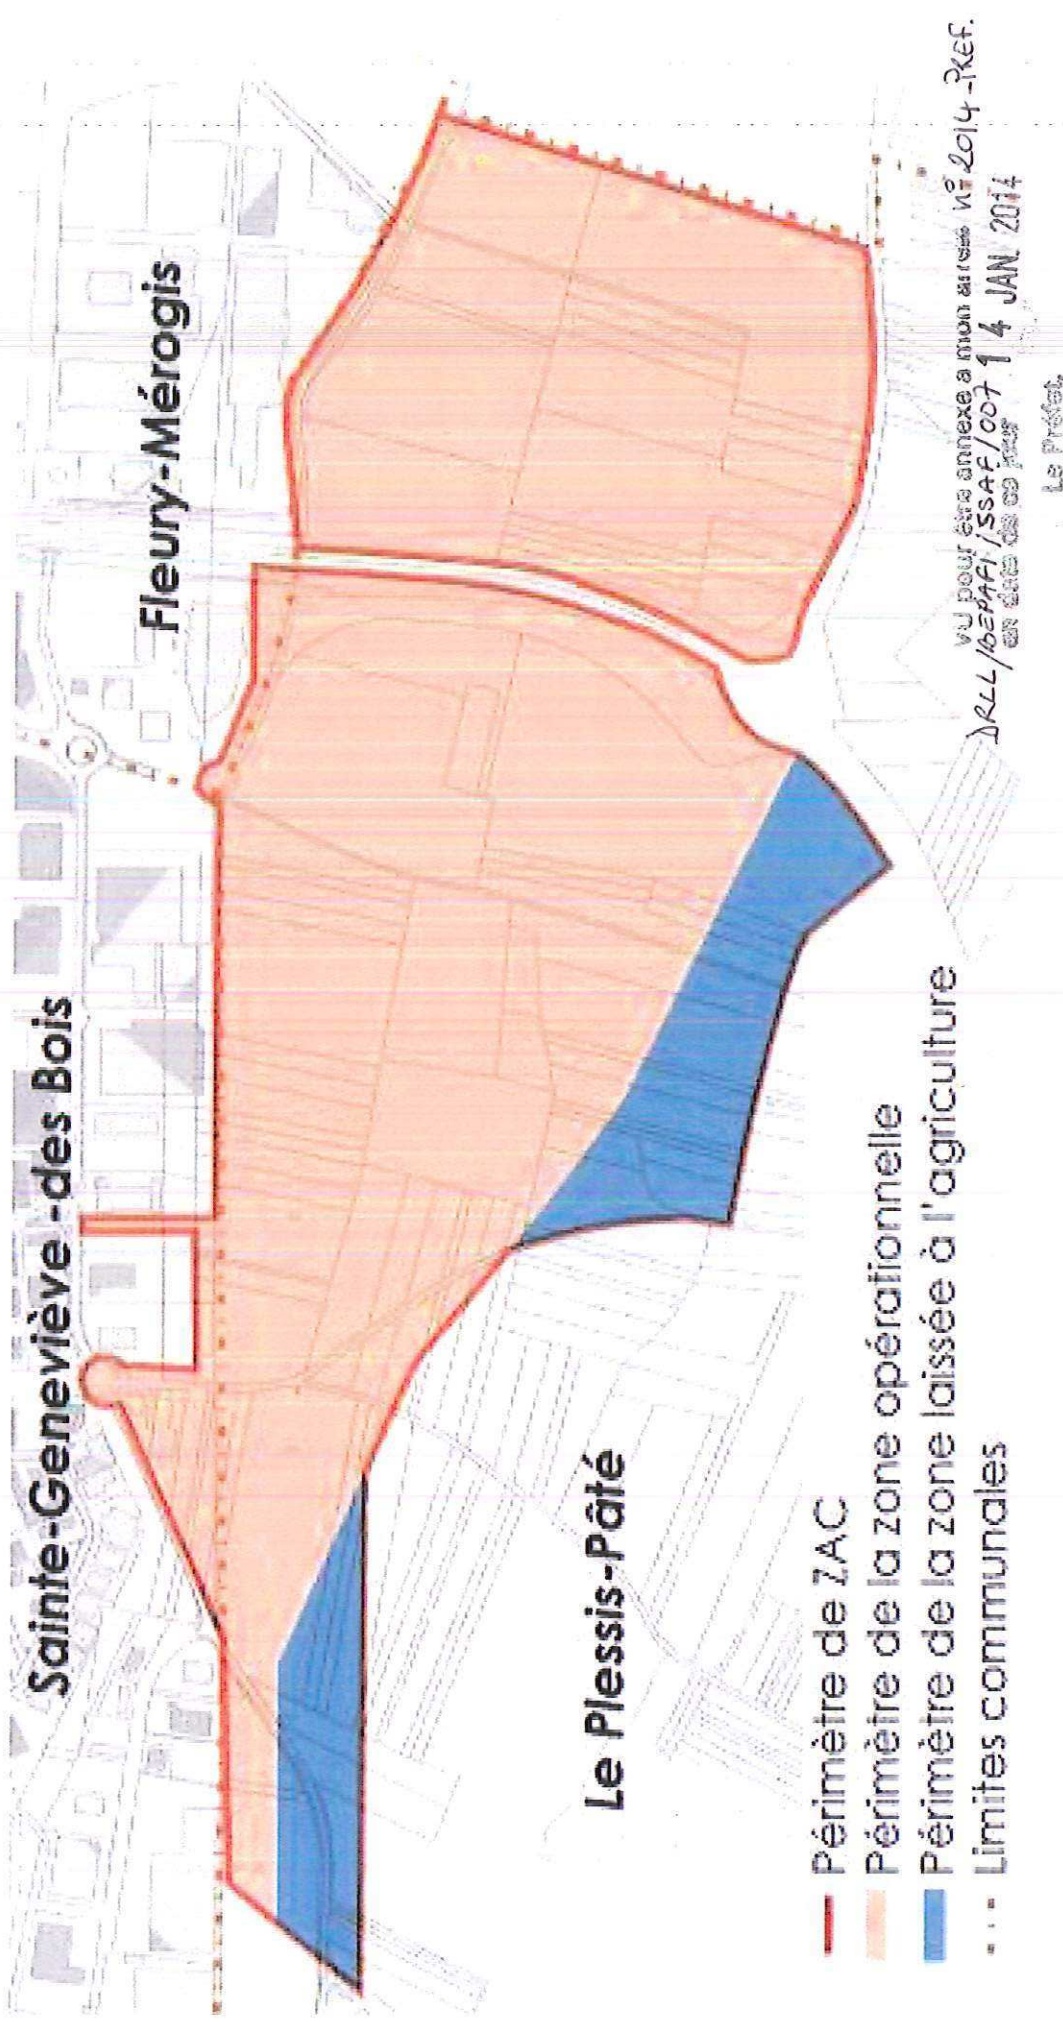 Sainte-Geneviève-des Bois
Fleury-Mérogis
Le Plessis-Pâté
Périmètre de ZAC
Périmètre de la zone opérationnelle
Périmètre de la zone laissée à l'agriculture
Limites communales
VU pour être annexé à mon arrêté n° 2014-PREF.
DRCL/BEPAFI/SSAF/007 14 JAN. 2014
en date de ce jour
Le Préfet,